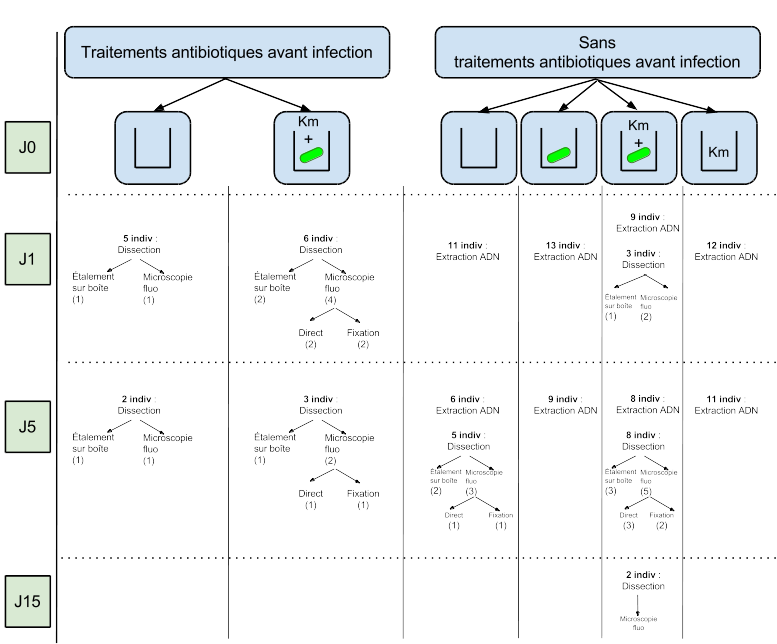 Traitements antibiotiques avant infection
Sans
traitements antibiotiques avant infection
J0
Km
+
Km
+
Km
J1
5 indiv :
Dissection
Étalement
sur boîte
(1)
Microscopie
fluo
(1)
6 indiv :
Dissection
Étalement
sur boîte
(2)
Microscopie
fluo
(4)
Direct
(2)
Fixation
(2)
11 indiv :
Extraction ADN
13 indiv :
Extraction ADN
9 indiv :
Extraction ADN
3 indiv :
Dissection
Étalement
sur boîte
(1)
Microscopie
fluo
(2)
12 indiv :
Extraction ADN
J5
2 indiv :
Dissection
Étalement
sur boîte
(1)
Microscopie
fluo
(1)
3 indiv :
Dissection
Étalement
sur boîte
(1)
Microscopie
fluo
(2)
Direct
(1)
Fixation
(1)
6 indiv :
Extraction ADN
5 indiv :
Dissection
Étalement
sur boîte
(2)
Microscopie
fluo
(3)
Direct
(1)
Fixation
(1)
9 indiv :
Extraction ADN
8 indiv :
Extraction ADN
8 indiv :
Dissection
Étalement
sur boîte
(3)
Microscopie
fluo
(5)
Direct
(3)
Fixation
(2)
11 indiv :
Extraction ADN
J15
2 indiv :
Dissection
Microscopie
fluo